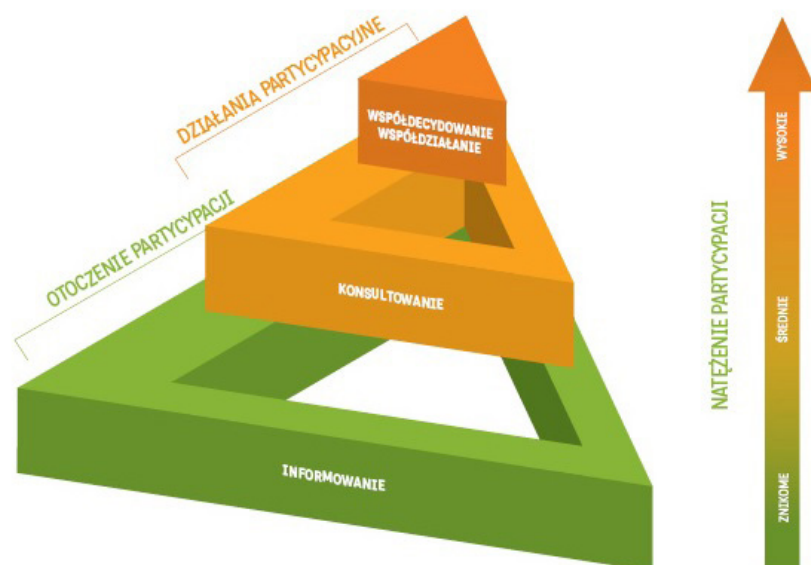 DZIAŁANIA PARTYCYPACYJNE
OTOCZENIE PARTYCYPACJI
WSPÓŁDECYDOWANIE
WSPÓŁDZIAŁANIE
KONSULTOWANIE
INFORMOWANIE
NATĘŻENIE PARTYCYPACJI
WYSOKIE
ŚREDNIE
ZNIKOME